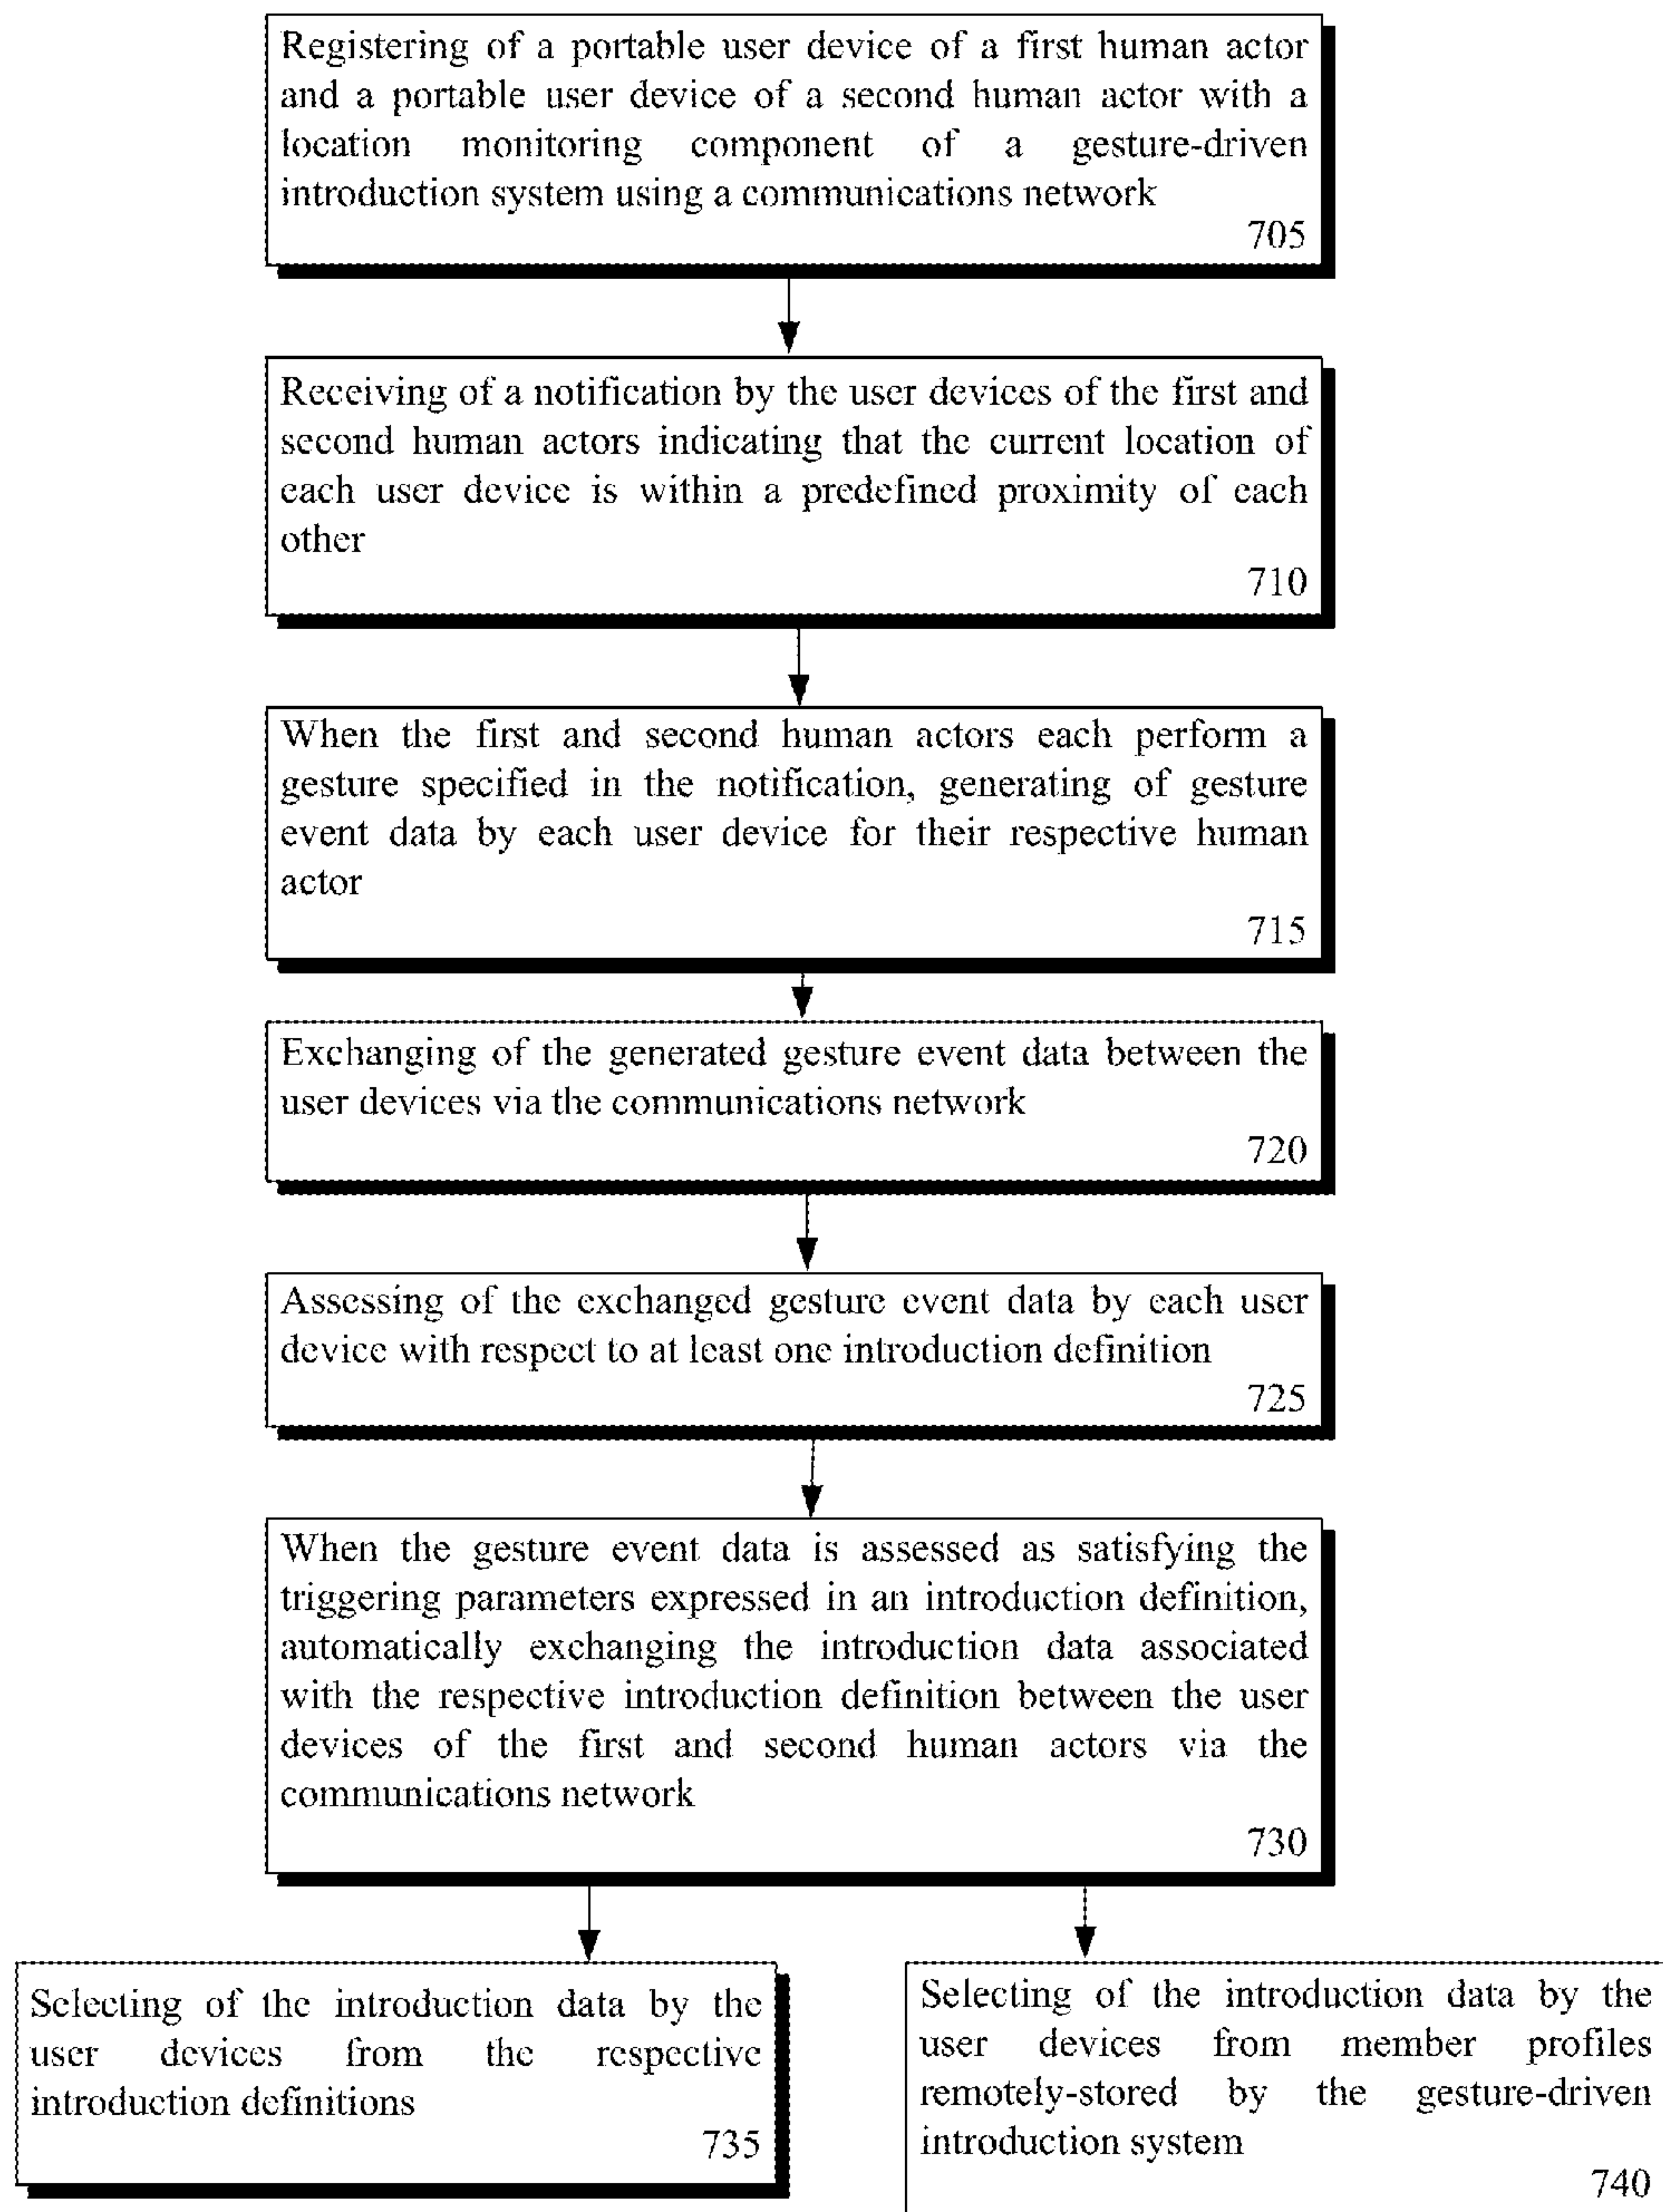 Registering of a portable user device of a first human actor
and a portable user device of a second human actor with a
location monitoring component of a gesture-driven
introduction system using a communications network
705
Receiving of a notification by the user devices of the first and
second human actors indicating that the current location of
each user device is within a predefined proximity of each
other
710
When the first and second human actors each perform a
gesture specified in the notification, generating of gesture
event data by each user device for their respective human
actor
715
Exchanging of the generated gesture event data between the
user devices via the communications network
720
Assessing of the exchanged gesture event data by each user
device with respect to at least one introduction definition
725
When the gesture event data is assessed as satisfying the
triggering parameters expressed in an introduction definition,
automatically exchanging the introduction data associated
with the respective introduction definition between the user
devices of the first and second human actors via the
communications network
730
Selecting of the introduction data by the
user devices from the respective
introduction definitions
735
Selecting of the introduction data by the
user devices from member profiles
remotely-stored by the gesture-driven
introduction system
740